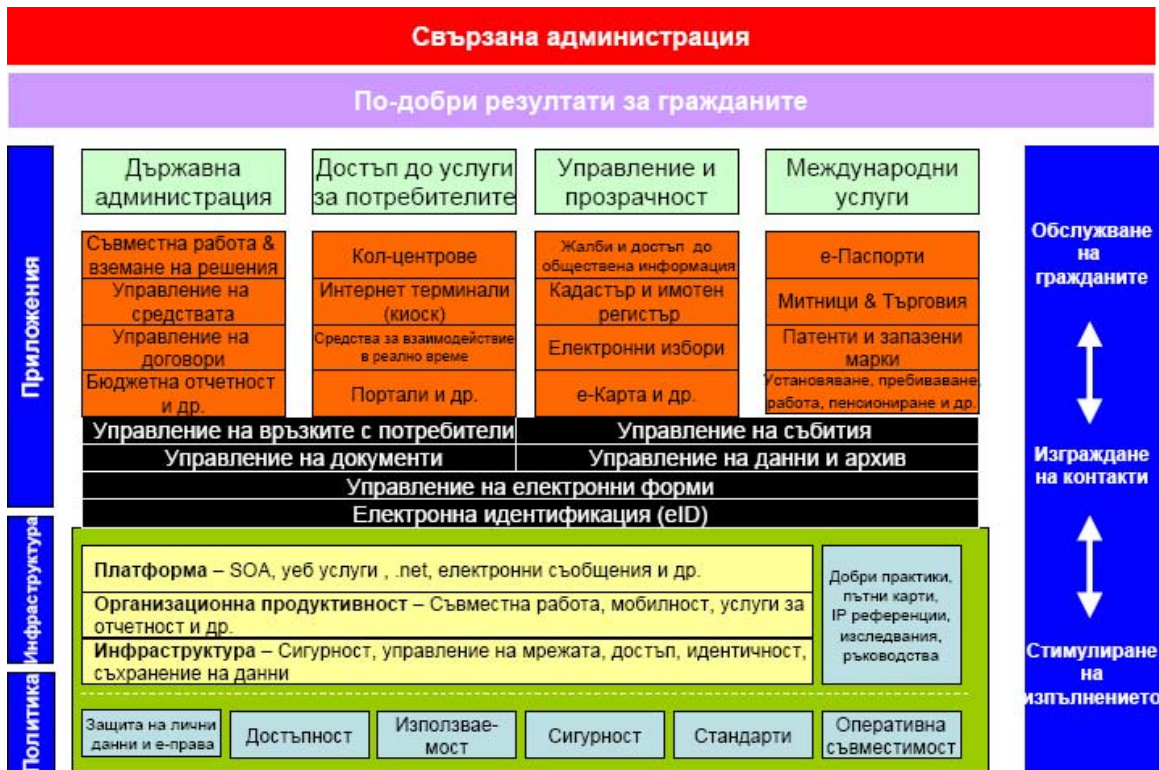 Свързана администрация
По-добри резултати за гражданите
Приложения
Държавна
администрация
Достъп до услуги
за потребителите
Управление и
прозрачност
Международни
услуги
Съвместна работа &
вземане на решения
Управление на
средствата
Управление на
договори
Бюджетна отчетност
и др.
Кол-центрове
Интернет терминали
(киоск)
Средства за взаимодействие
в реално време
Портали и др.
Жалби и достъп до
обществена информация
Кадастър и имотен
регистър
Електронни избори
е-Карта и др.
е-Паспорти
Митници & Търговия
Патенти и запазени
марки
Установяване, пребиваване,
работа, пенсиониране и др.
Управление на връзките с потребители
Управление на събития
Управление на документи
Управление на данни и архив
Управление на електронни форми
Електронна идентификация (eID)
Инфраструктура
Платформа – SOA, уеб услуги , .net, електронни съобщения и др.
Организационна продуктивност – Съвместна работа, мобилност, услуги за
отчетност и др.
Инфраструктура – Сигурност, управление на мрежата, достъп, идентичност,
съхранение на данни
Добри практики,
пътни карти,
IP референции,
изследвания,
ръководства
Политика
Защита на лични
данни и е-права
Достъпност
Използвае-
мост
Сигурност
Стандарти
Оперативна
съвместимост
Обслужване
на
гражданите
Изграждане
на контакти
Стимулиране
на
изпълнението